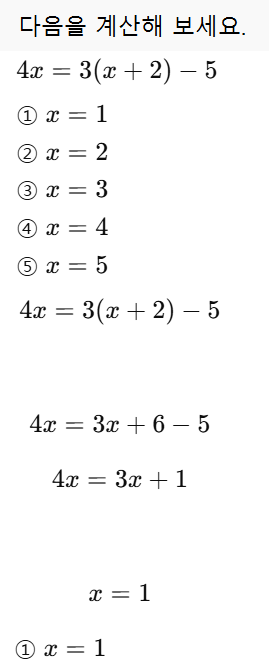 다음을 계산해 보세요.
4x = 3(x + 2) − 5
① x = 1
② x = 2
③ x = 3
④ x = 4
⑤ x = 5
4x = 3(x + 2) − 5
4x = 3x + 6 − 5
4x = 3x + 1
x = 1
① x = 1